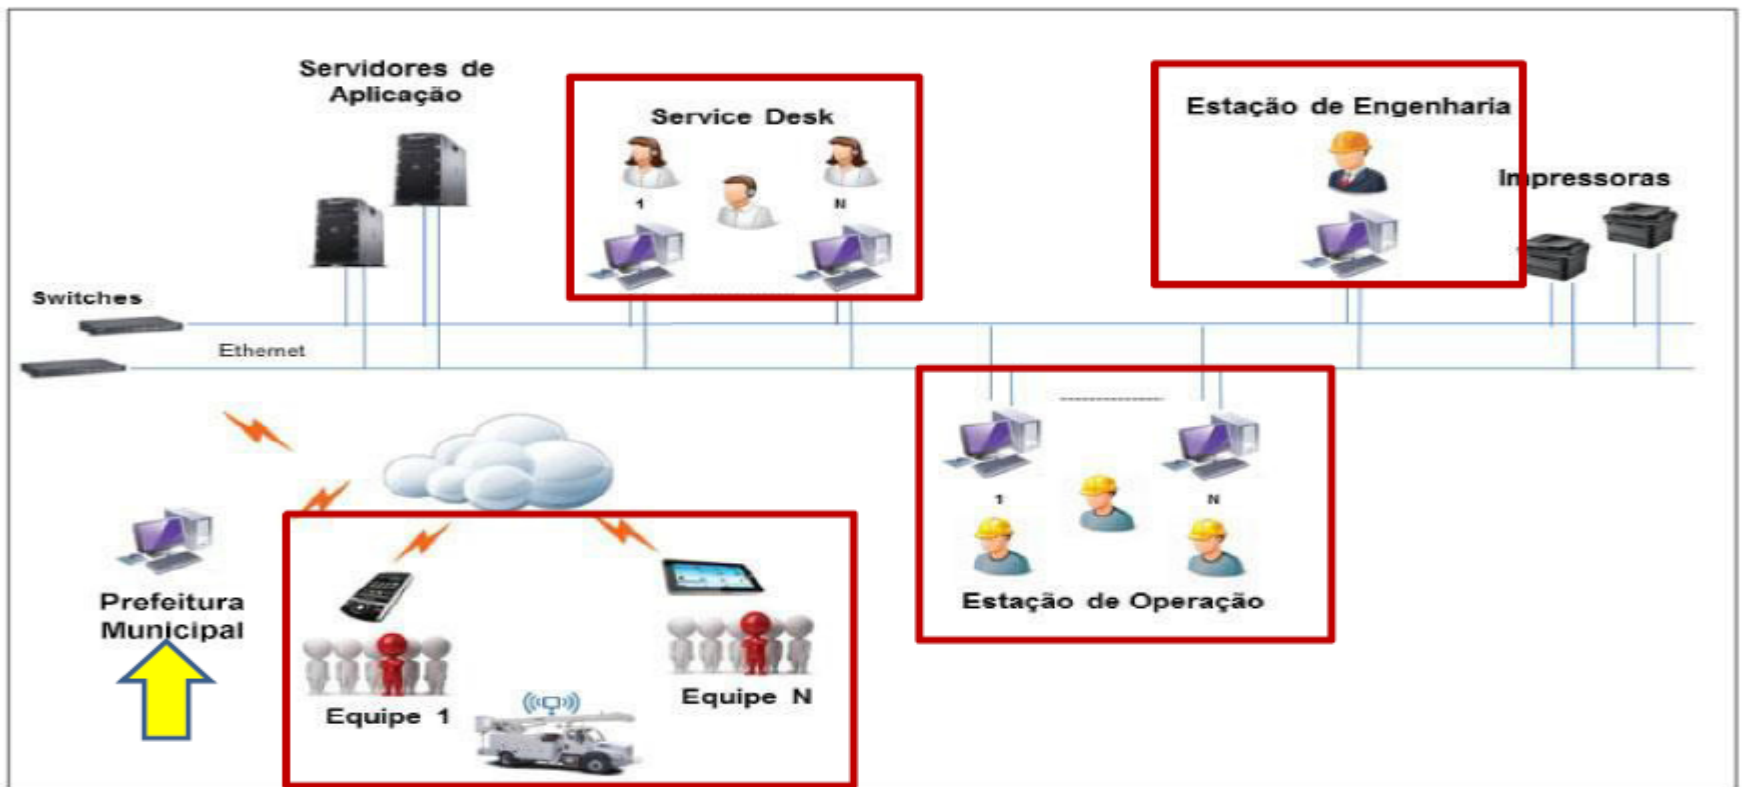 Servidores de
Aplicação
Service Desk
1
N
Estação de Engenharia
Impressoras
Switches
Ethernet
1
N
Estação de Operação
Prefeitura
Municipal
Equipe 1
Equipe N